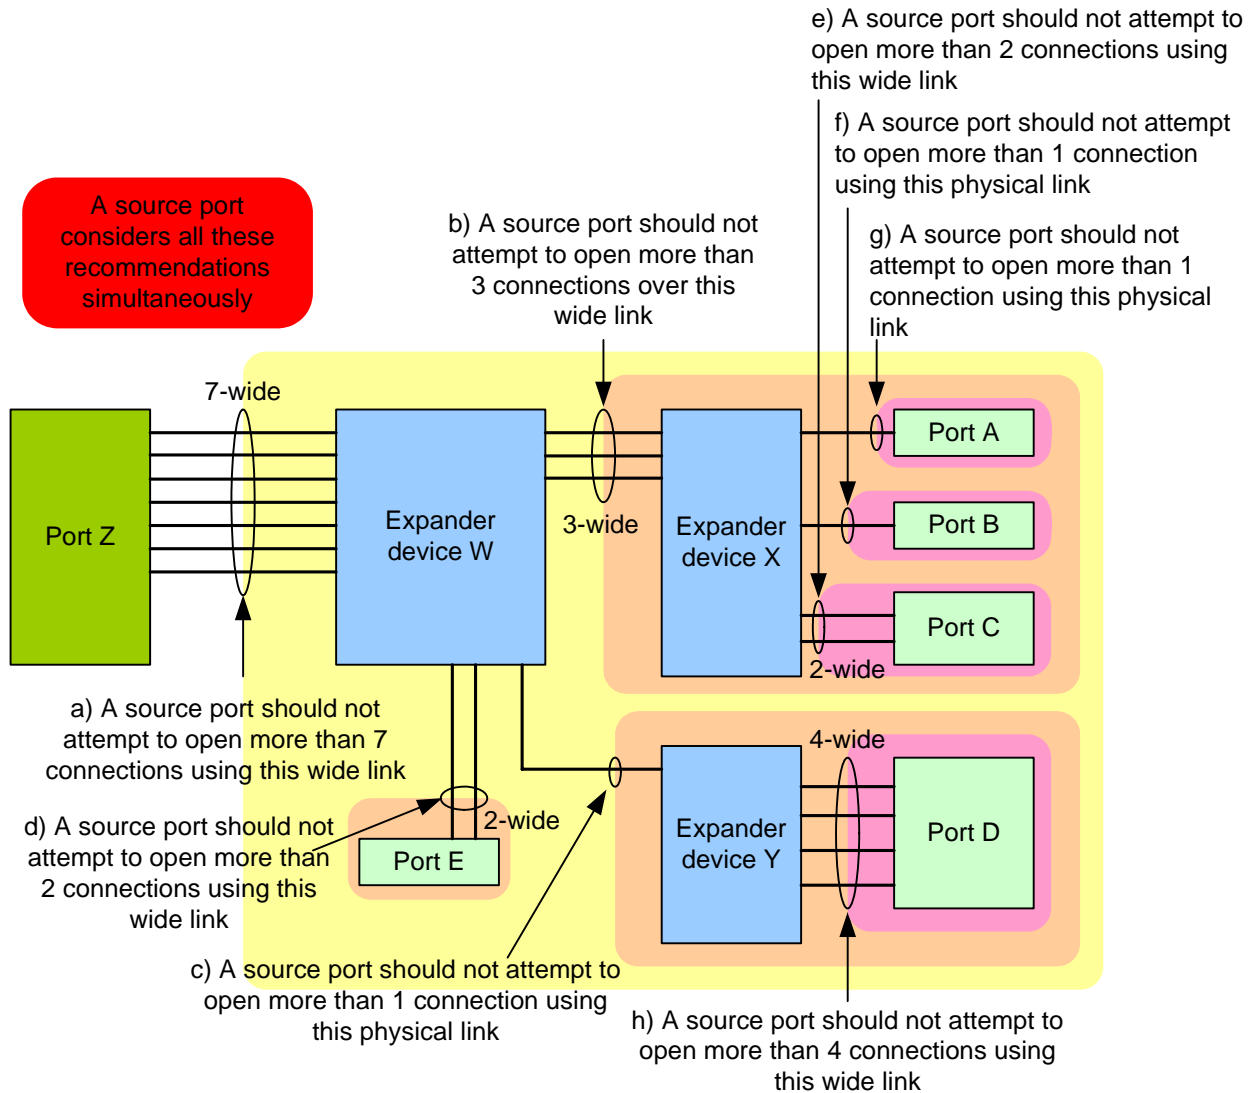 e) A source port should not attempt to
open more than 2 connections using
this wide link
f) A source port should not attempt
to open more than 1 connection
using this physical link
A source port
considers all these
recommendations
simultaneously
b) A source port should not
attempt to open more than
3 connections over this
wide link
g) A source port should not
attempt to open more than 1
connection using this physical
link
7-wide
Port Z
Expander
device W
3-wide
Expander
device X
Port A
Port B
Port C
2-wide
a) A source port should not
attempt to open more than 7
connections using this wide link
4-wide
d) A source port should not
attempt to open more than
2 connections using this
wide link
2-wide
Port E
Expander
device Y
Port D
c) A source port should not attempt to
open more than 1 connection using
this physical link
h) A source port should not attempt to
open more than 4 connections using
this wide link